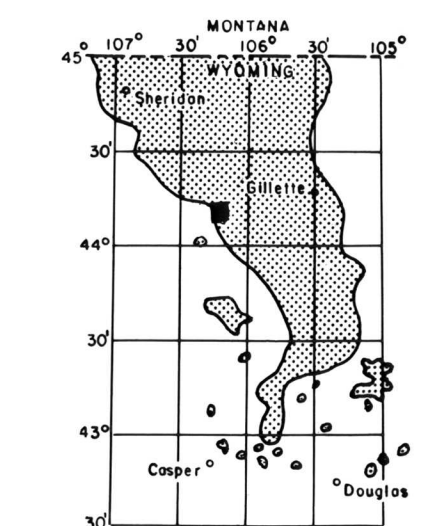 MONTANA
107° 30' 106° 30' 105°
45°
WYOMING
Sheridan
30'
Gillette
44°
30'
43°
Casper
Douglas
30'